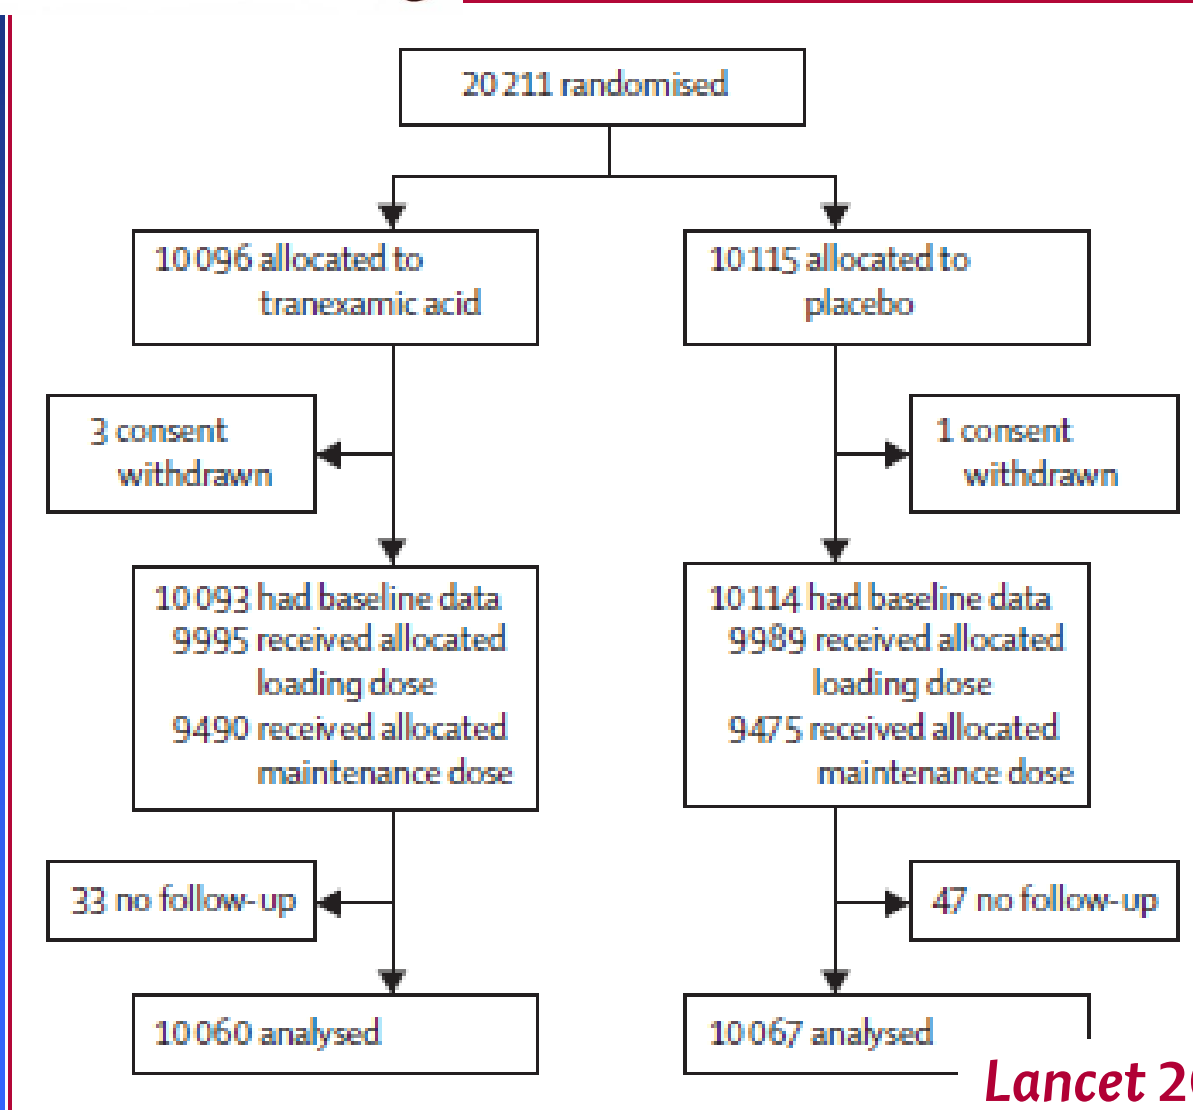 20 211 randomised
10 096 allocated to
tranexamic acid
10 115 allocated to
placebo
3 consent
withdrawn
1 consent
withdrawn
10 093 had baseline data
9995 received allocated
loading dose
9490 received allocated
maintenance dose
10 114 had baseline data
9989 received allocated
loading dose
9475 received allocated
maintenance dose
33 no follow-up
47 no follow-up
10 060 analysed
10 067 analysed
Lancet